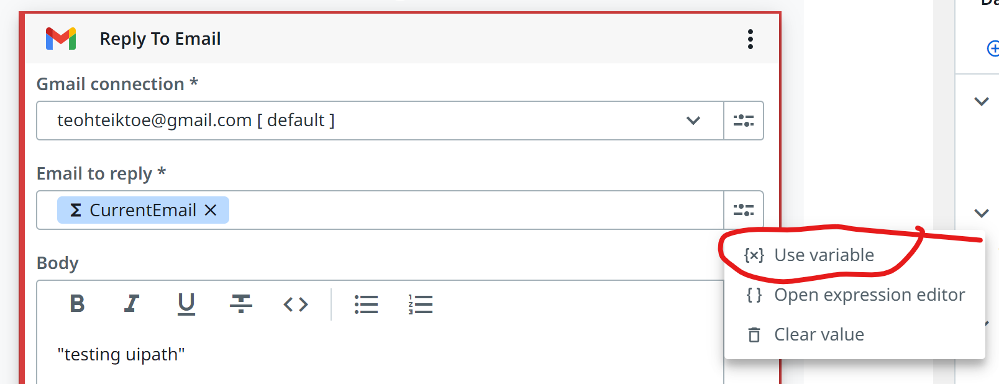 Reply To Email
Gmail connection *
teohteiktoe@gmail.com [ default ]
Email to reply *
Σ CurrentEmail
Body
{x} Use variable
{ } Open expression editor
Clear value
B I U
"testing uipath"